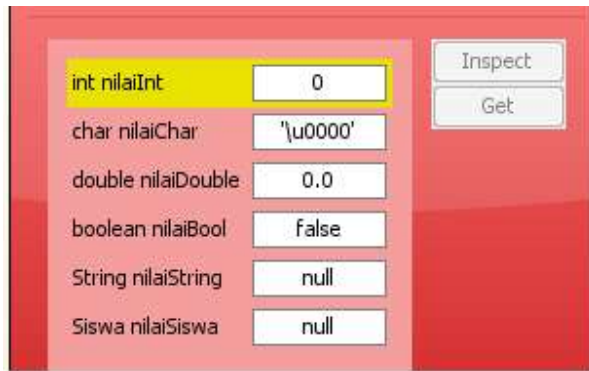 int nilaiInt 0
char nilaiChar '\u0000'
double nilaiDouble 0.0
boolean nilaiBool false
String nilaiString null
Siswa nilaiSiswa null
Inspect
Get